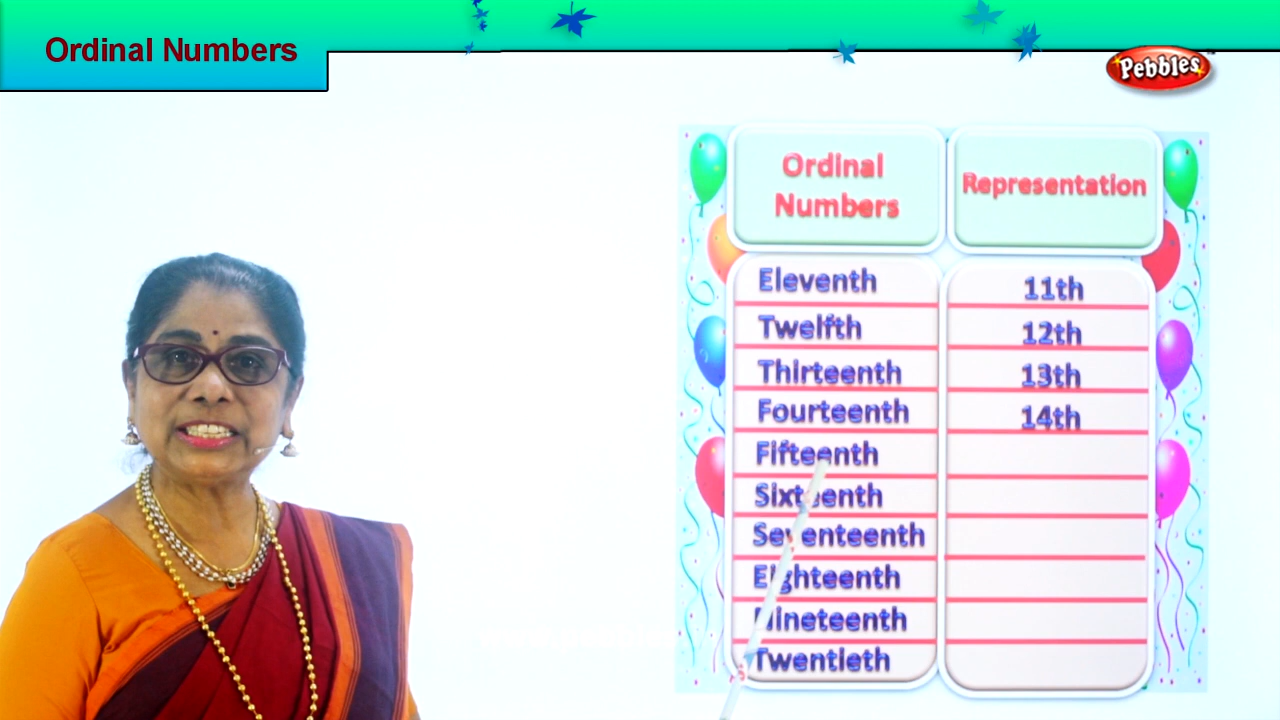 Ordinal Numbers
Pebbles
Ordinal
Numbers
Representation
Eleventh 11th
Twelfth 12th
Thirteenth 13th
Fourteenth 14th
Fifteenth
Sixteenth
Seventeenth
Eighteenth
Nineteenth
Twentieth